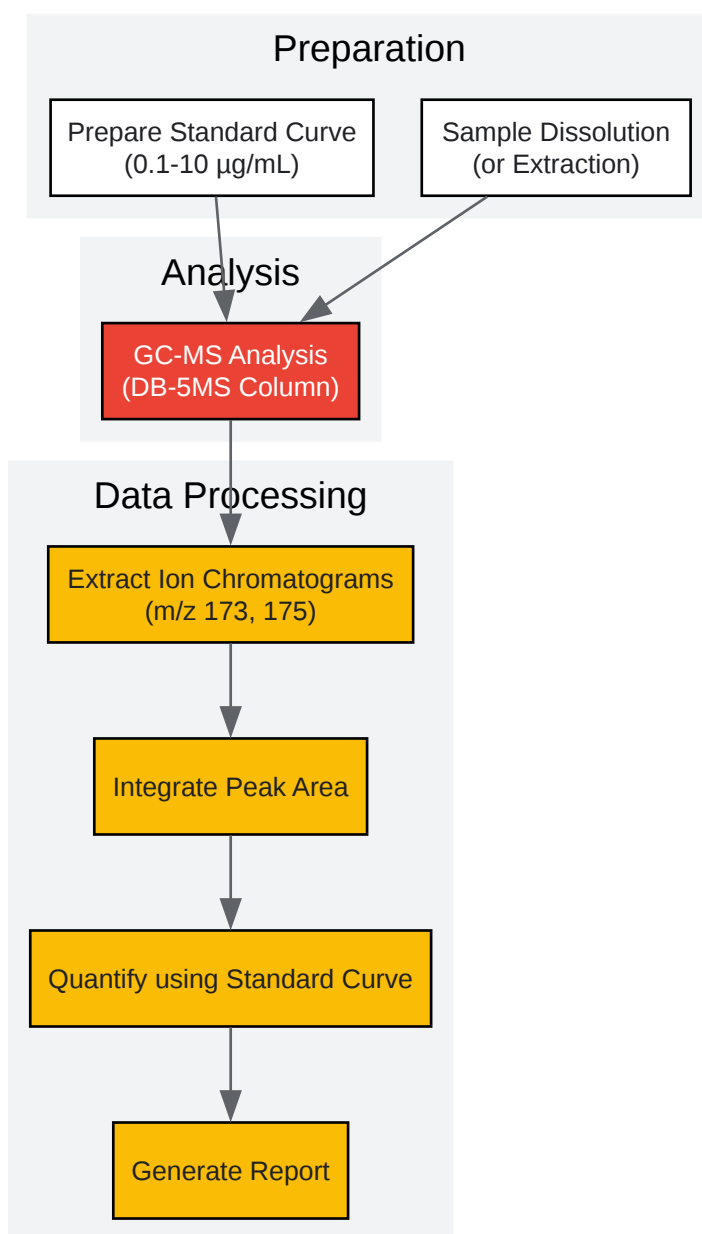 Preparation
Prepare Standard Curve
(0.1-10 µg/mL)
Sample Dissolution
(or Extraction)
Analysis
GC-MS Analysis
(DB-5MS Column)
Data Processing
Extract Ion Chromatograms
(m/z 173, 175)
Integrate Peak Area
Quantify using Standard Curve
Generate Report